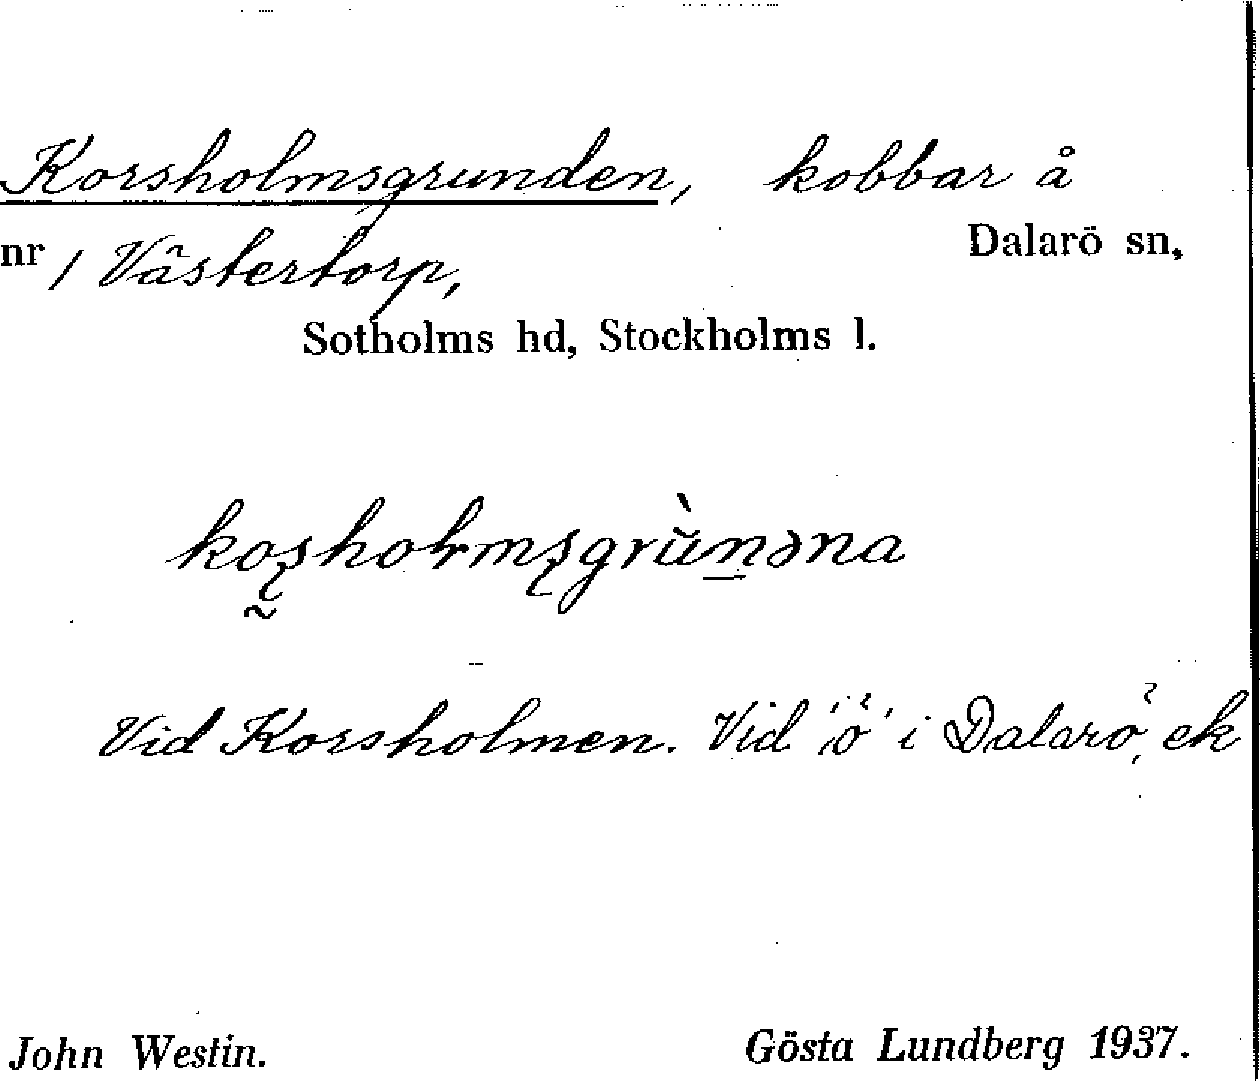 Korsholmsgrunden, kobbar å
nr 1 Västertorp, Dalarö sn,
Sotholms hd, Stockholms l.
Vid Korsholmen. Vid "ö" i Dalarö, ek
John Westin. Gösta Lundberg 1937.